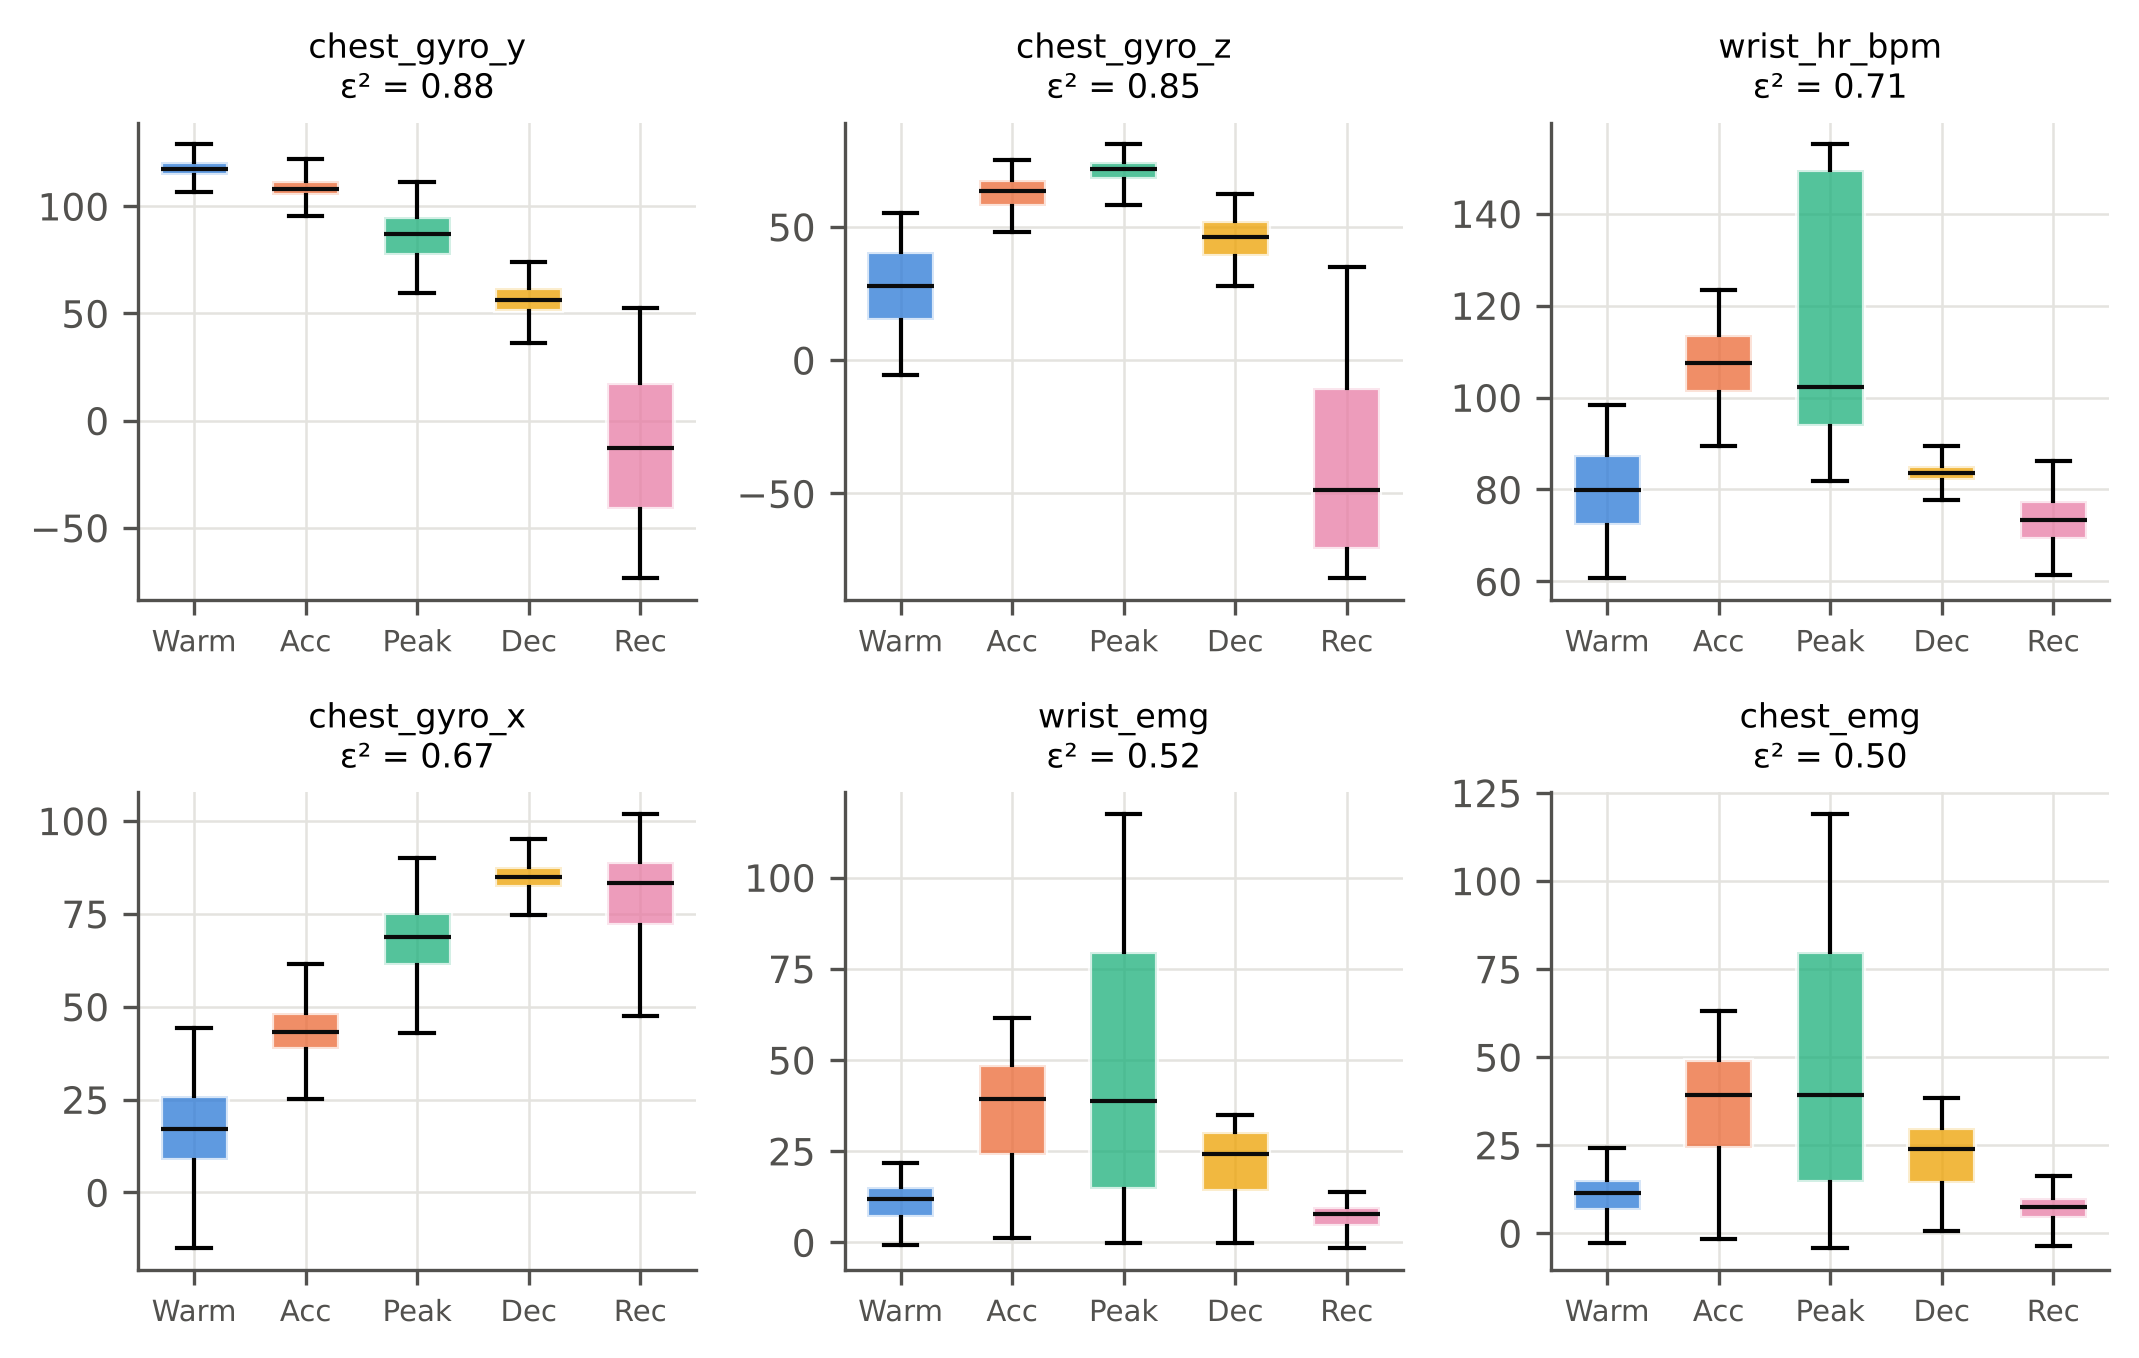 chest_gyro_y
ε² = 0.88
100
50
0
−50
Warm Acc Peak Dec Rec
chest_gyro_z
ε² = 0.85
50
0
−50
Warm Acc Peak Dec Rec
wrist_hr_bpm
ε² = 0.71
140
120
100
80
60
Warm Acc Peak Dec Rec
chest_gyro_x
ε² = 0.67
100
75
50
25
0
Warm Acc Peak Dec Rec
wrist_emg
ε² = 0.52
100
75
50
25
0
Warm Acc Peak Dec Rec
chest_emg
ε² = 0.50
125
100
75
50
25
0
Warm Acc Peak Dec Rec